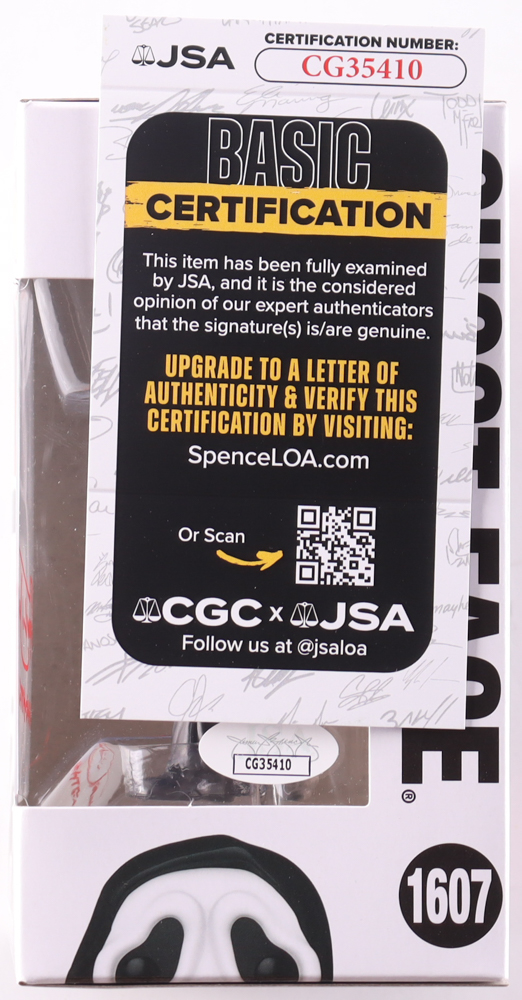 JSA
CERTIFICATION NUMBER:
CG35410
BASIC
CERTIFICATION
This item has been fully examined
by JSA, and it is the considered
opinion of our expert authenticators
that the signature(s) is/are genuine.
UPGRADE TO A LETTER OF
AUTHENTICITY & VERIFY THIS
CERTIFICATION BY VISITING:
SpenceLOA.com
Or Scan
CGC x JSA
Follow us at @jsaloa
CG35410
GHOST FACE®
1607